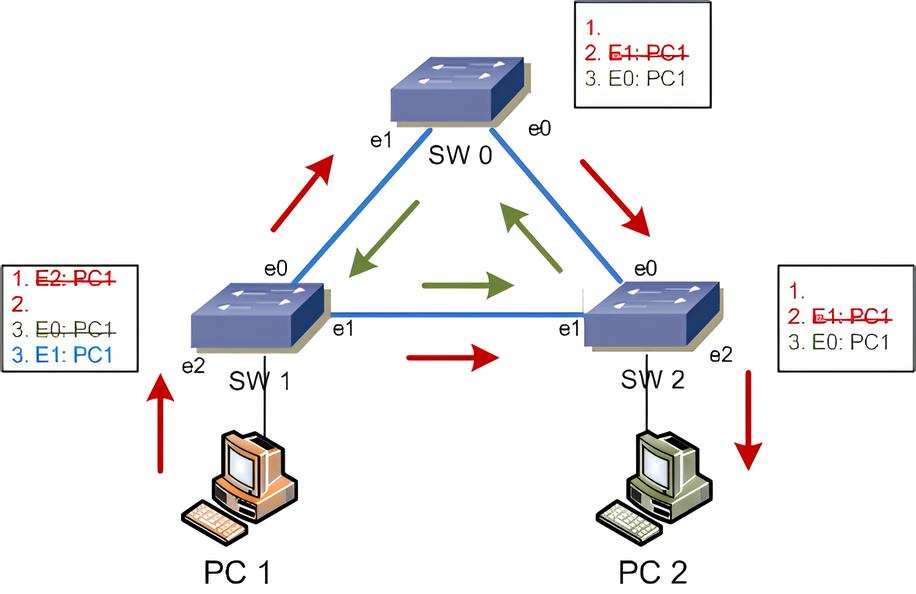 1.
2. E1: PC1
3. E0: PC1
e1
e0
SW 0
1. E2: PC1
2.
3. E0: PC1
3. E1: PC1
e0
e1
e2
SW 1
e0
e1
e2
SW 2
1.
2. E1: PC1
3. E0: PC1
PC 1
PC 2